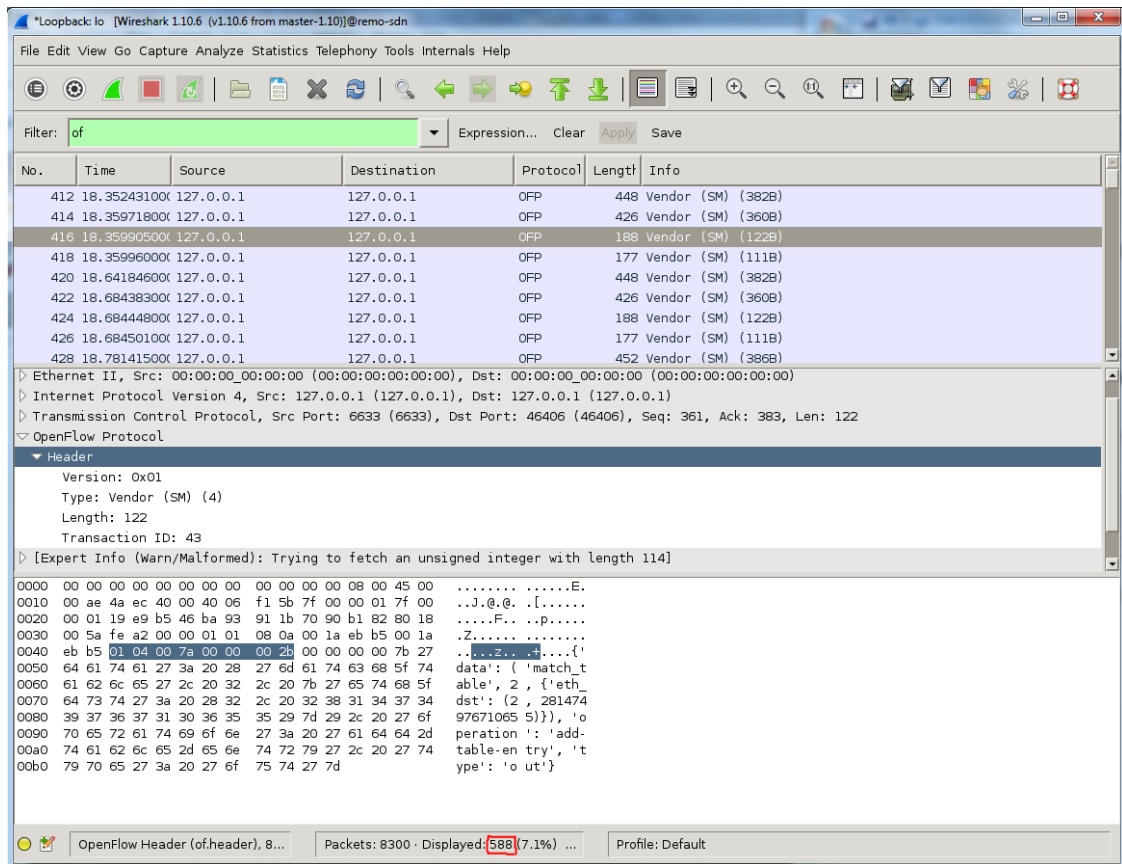 *Loopback: lo [Wireshark 1.10.6 (v1.10.6 from master-1.10)]@remo-sdn
File Edit View Go Capture Analyze Statistics Telephony Tools Internals Help
Filter: of Expression... Clear Apply Save
No. Time Source Destination Protocol Length Info
412 18.352431000 127.0.0.1 127.0.0.1 OFP 448 Vendor (SM) (382B)
414 18.359718000 127.0.0.1 127.0.0.1 OFP 426 Vendor (SM) (360B)
416 18.359905000 127.0.0.1 127.0.0.1 OFP 188 Vendor (SM) (122B)
418 18.359960000 127.0.0.1 127.0.0.1 OFP 177 Vendor (SM) (111B)
420 18.641846000 127.0.0.1 127.0.0.1 OFP 448 Vendor (SM) (382B)
422 18.684383000 127.0.0.1 127.0.0.1 OFP 426 Vendor (SM) (360B)
424 18.684448000 127.0.0.1 127.0.0.1 OFP 188 Vendor (SM) (122B)
426 18.684501000 127.0.0.1 127.0.0.1 OFP 177 Vendor (SM) (111B)
428 18.781415000 127.0.0.1 127.0.0.1 OFP 452 Vendor (SM) (386B)
Ethernet II, Src: 00:00:00_00:00:00 (00:00:00:00:00:00), Dst: 00:00:00_00:00:00 (00:00:00:00:00:00)
Internet Protocol Version 4, Src: 127.0.0.1 (127.0.0.1), Dst: 127.0.0.1 (127.0.0.1)
Transmission Control Protocol, Src Port: 6633 (6633), Dst Port: 46406 (46406), Seq: 361, Ack: 383, Len: 122
OpenFlow Protocol
Header
Version: 0x01
Type: Vendor (SM) (4)
Length: 122
Transaction ID: 43
[Expert Info (Warn/Malformed): Trying to fetch an unsigned integer with length 114]
0000 00 00 00 00 00 00 00 00 00 00 00 00 08 00 45 00 ........ ......E.
0010 00 ae 4a ec 40 00 40 06 f1 5b 7f 00 00 01 7f 00 ..J.@.@. .[......
0020 00 01 19 e9 b5 46 ba 93 91 1b 70 90 b1 82 80 18 .....F.. ..p.....
0030 00 5a fe a2 00 00 01 01 08 0a 00 1a eb b5 00 1a .Z...... ........
0040 eb b5 01 04 00 7a 00 00 00 2b 00 00 00 00 7b 27 .....z.. .+....{'
0050 64 61 74 61 27 3a 20 28 27 6d 61 74 63 68 5f 74 data': ( 'match_t
0060 61 62 6c 65 27 2c 20 32 2c 20 7b 27 65 74 68 5f able', 2 , {'eth_
0070 64 73 74 27 3a 20 28 32 2c 20 32 38 31 34 37 34 dst': (2 , 281474
0080 39 37 36 37 31 30 36 35 35 29 7d 29 2c 20 27 6f 97671065 5)}), 'o
0090 70 65 72 61 74 69 6f 6e 27 3a 20 27 61 64 64 2d peration ': 'add-
00a0 74 61 62 6c 65 2d 65 6e 74 72 79 27 2c 20 27 74 table-en try', 't
00b0 79 70 65 27 3a 20 27 6f 75 74 27 7d ype': 'o ut'}
OpenFlow Header (of.header), 8... Packets: 8300 · Displayed: 588 (7.1%) ... Profile: Default